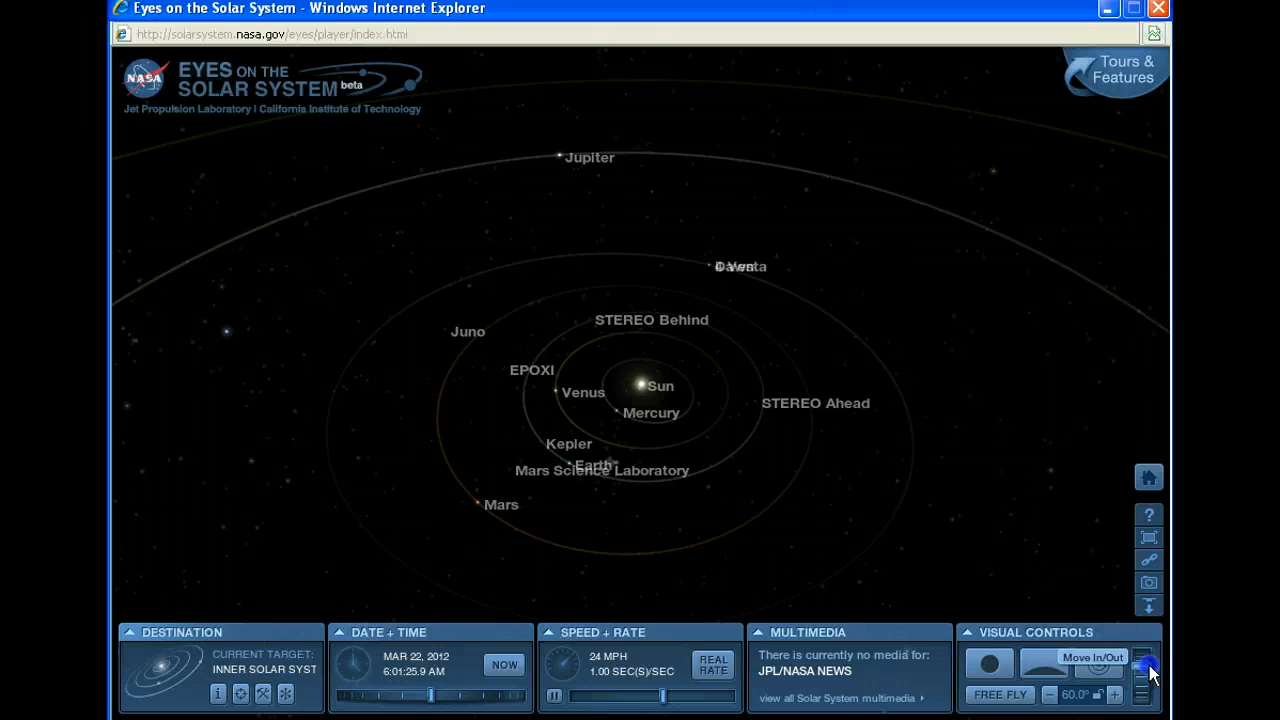 Eyes on the Solar System - Windows Internet Explorer
http://solarsystem.nasa.gov/eyes/player/index.html
NASA
EYES ON THE
SOLAR SYSTEM beta
Jet Propulsion Laboratory | California Institute of Technology
Tours &
Features
Jupiter
STEREO Behind
Juno
EPOXI
Venus
Sun
STEREO Ahead
Mercury
Kepler
Earth
Mars Science Laboratory
Mars
?
DESTINATION
CURRENT TARGET:
INNER SOLAR SYST
DATE + TIME
MAR 22, 2012
6:01:25.9 AM
NOW
SPEED + RATE
24 MPH
1.00 SEC(S)/SEC
REAL
RATE
MULTIMEDIA
There is currently no media for:
JPL/NASA NEWS
view all Solar System multimedia
VISUAL CONTROLS
Move In/Out
FREE FLY
60.0°